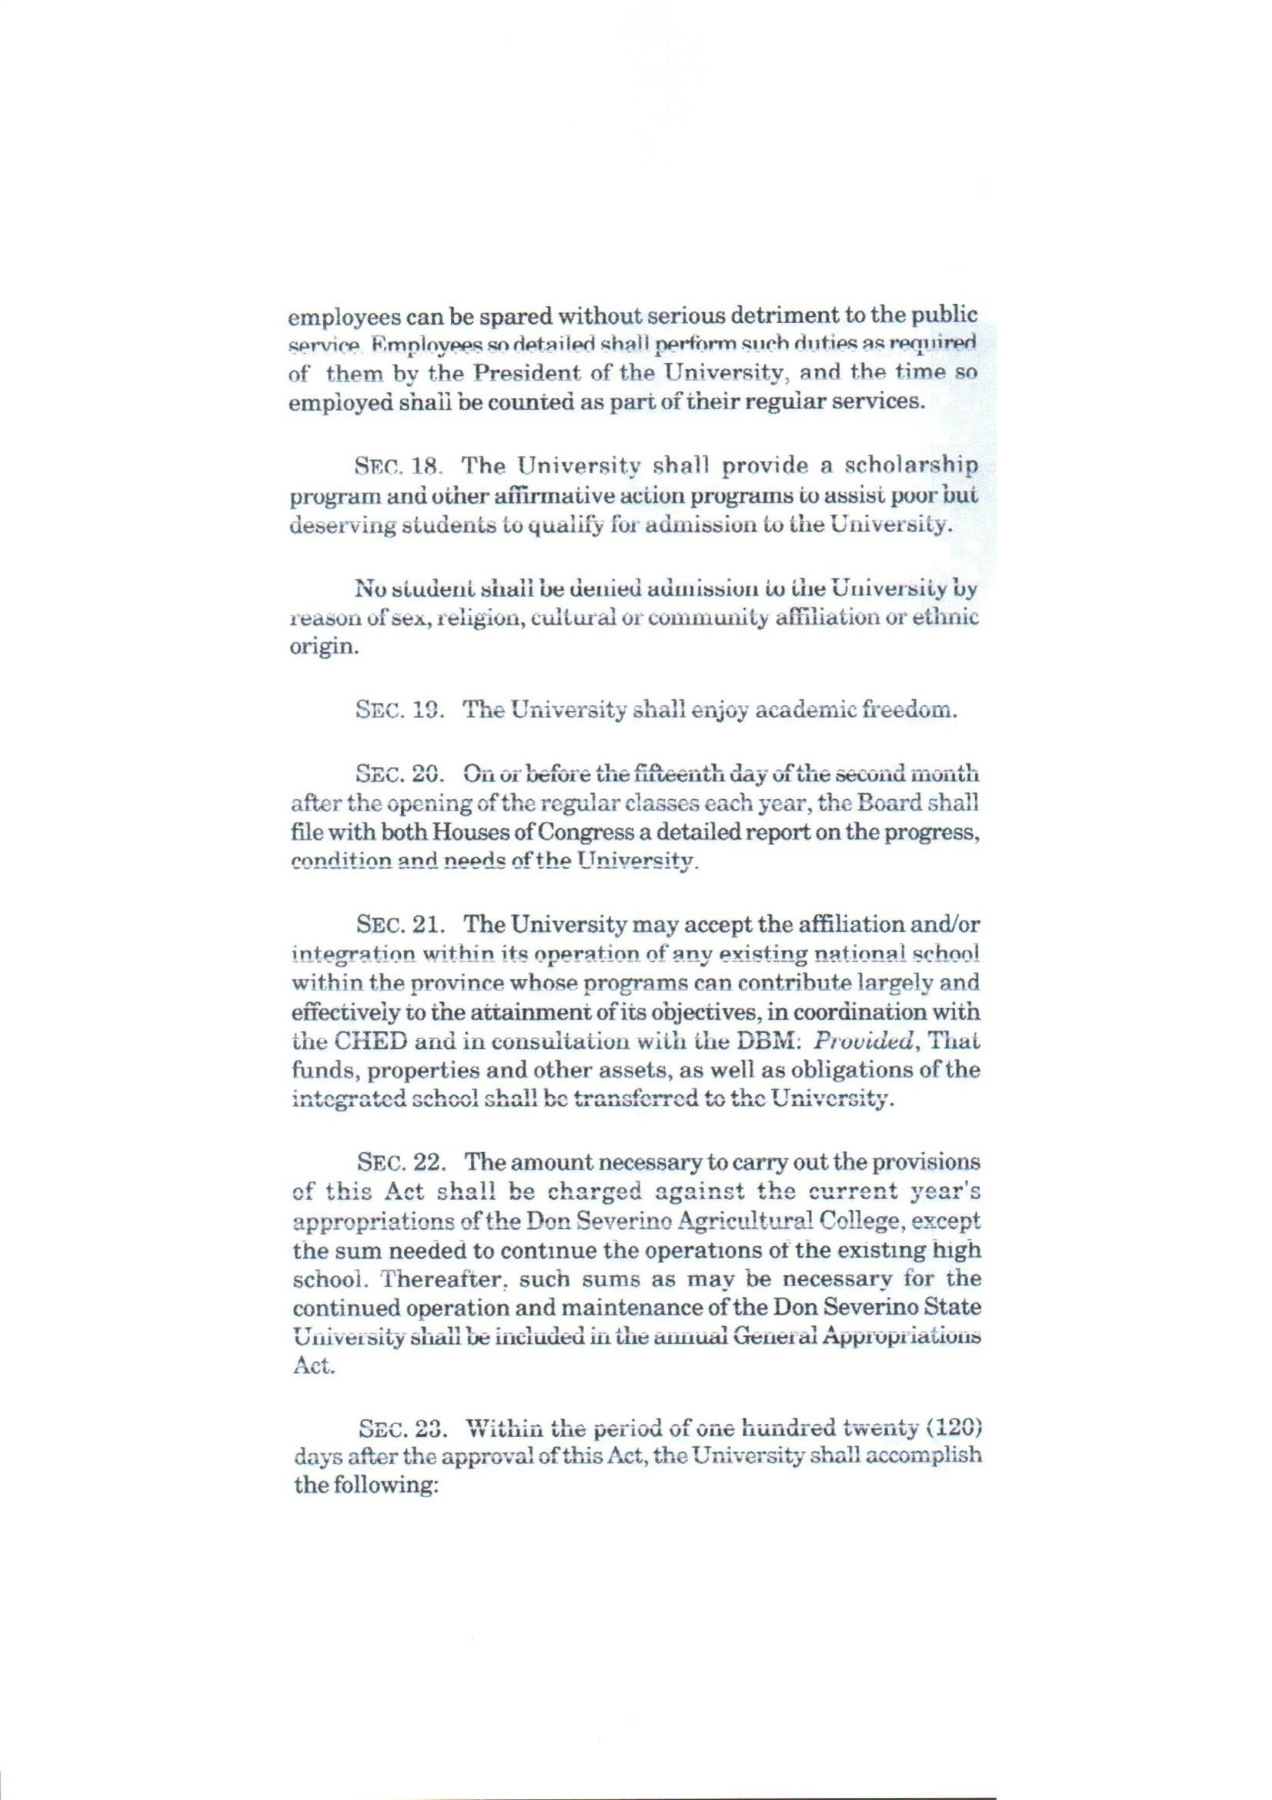 employees can be spared without serious detriment to the public
service. Employees so detailed shall perform such duties as required
of them by the President of the University, and the time so
employed shall be counted as part of their regular services.
SEC. 18. The University shall provide a scholarship
program and other affirmative action programs to assist poor but
deserving students to qualify for admission to the University.
No student shall be denied admission to the University by
reason of sex, religion, cultural or community affiliation or ethnic
origin.
SEC. 19. The University shall enjoy academic freedom.
SEC. 20. On or before the fifteenth day of the second month
after the opening of the regular classes each year, the Board shall
file with both Houses of Congress a detailed report on the progress,
condition and needs of the University.
SEC. 21. The University may accept the affiliation and/or
integration within its operation of any existing national school
within the province whose programs can contribute largely and
effectively to the attainment of its objectives, in coordination with
the CHED and in consultation with the DBM: Provided, That
funds, properties and other assets, as well as obligations of the
integrated school shall be transferred to the University.
SEC. 22. The amount necessary to carry out the provisions
of this Act shall be charged against the current year's
appropriations of the Don Severino Agricultural College, except
the sum needed to continue the operations of the existing high
school. Thereafter, such sums as may be necessary for the
continued operation and maintenance of the Don Severino State
University shall be included in the annual General Appropriations
Act.
SEC. 23. Within the period of one hundred twenty (120)
days after the approval of this Act, the University shall accomplish
the following: